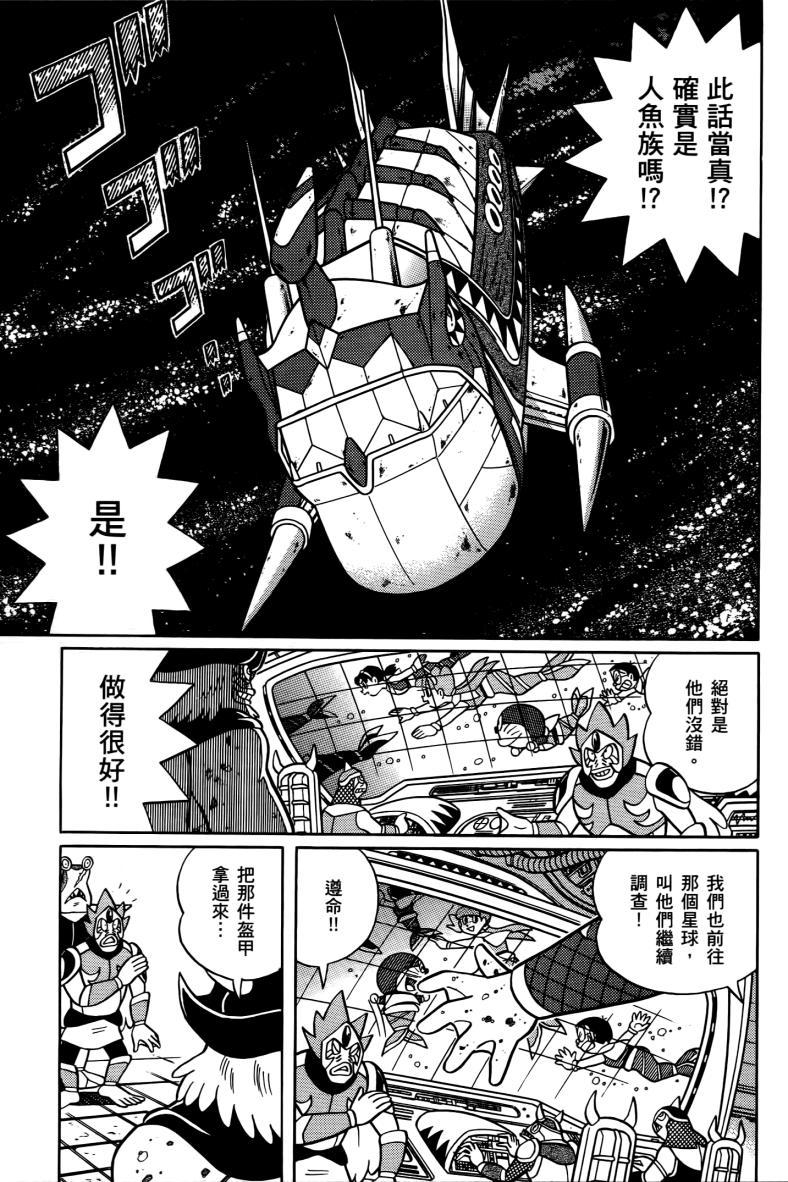 此話當真!?
確實是
人魚族嗎!?
ゴゴゴゴ
是!!
絕對是
他們沒錯。
做得很好!!
我們也前往
那個星球，
叫他們繼續
調查！
遵命!!
把那件盔甲
拿過來…